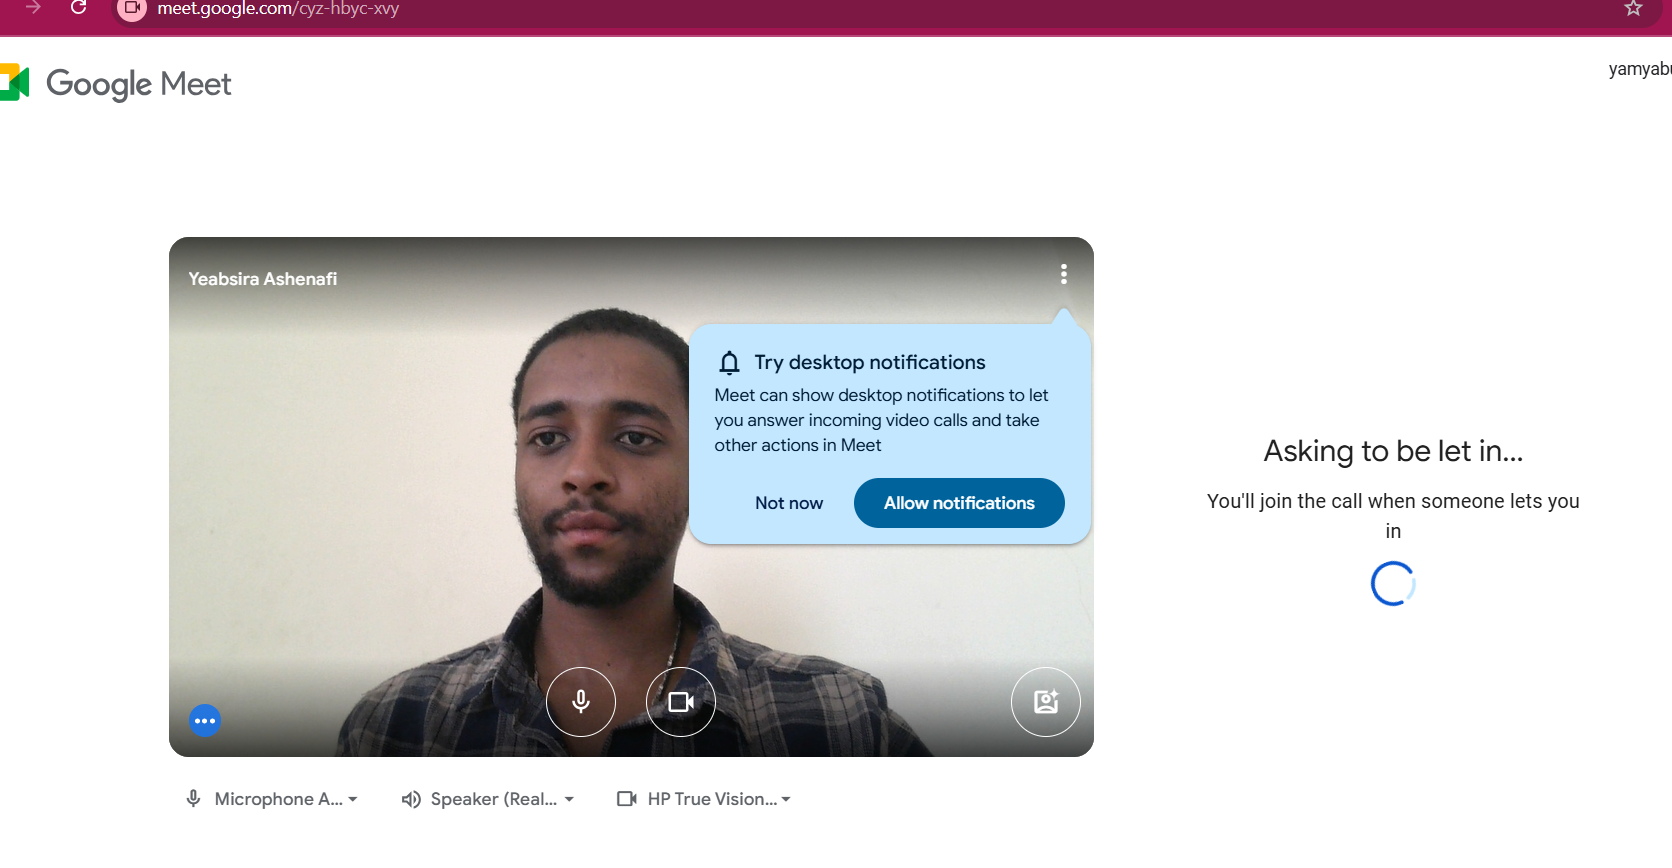 meet.google.com/cyz-hbyc-xvy
Google Meet
yamyabu
Yeabsira Ashenafi
Try desktop notifications
Meet can show desktop notifications to let
you answer incoming video calls and take
other actions in Meet
Not now
Allow notifications
Asking to be let in...
You'll join the call when someone lets you
in
Microphone A...
Speaker (Real...
HP True Vision...